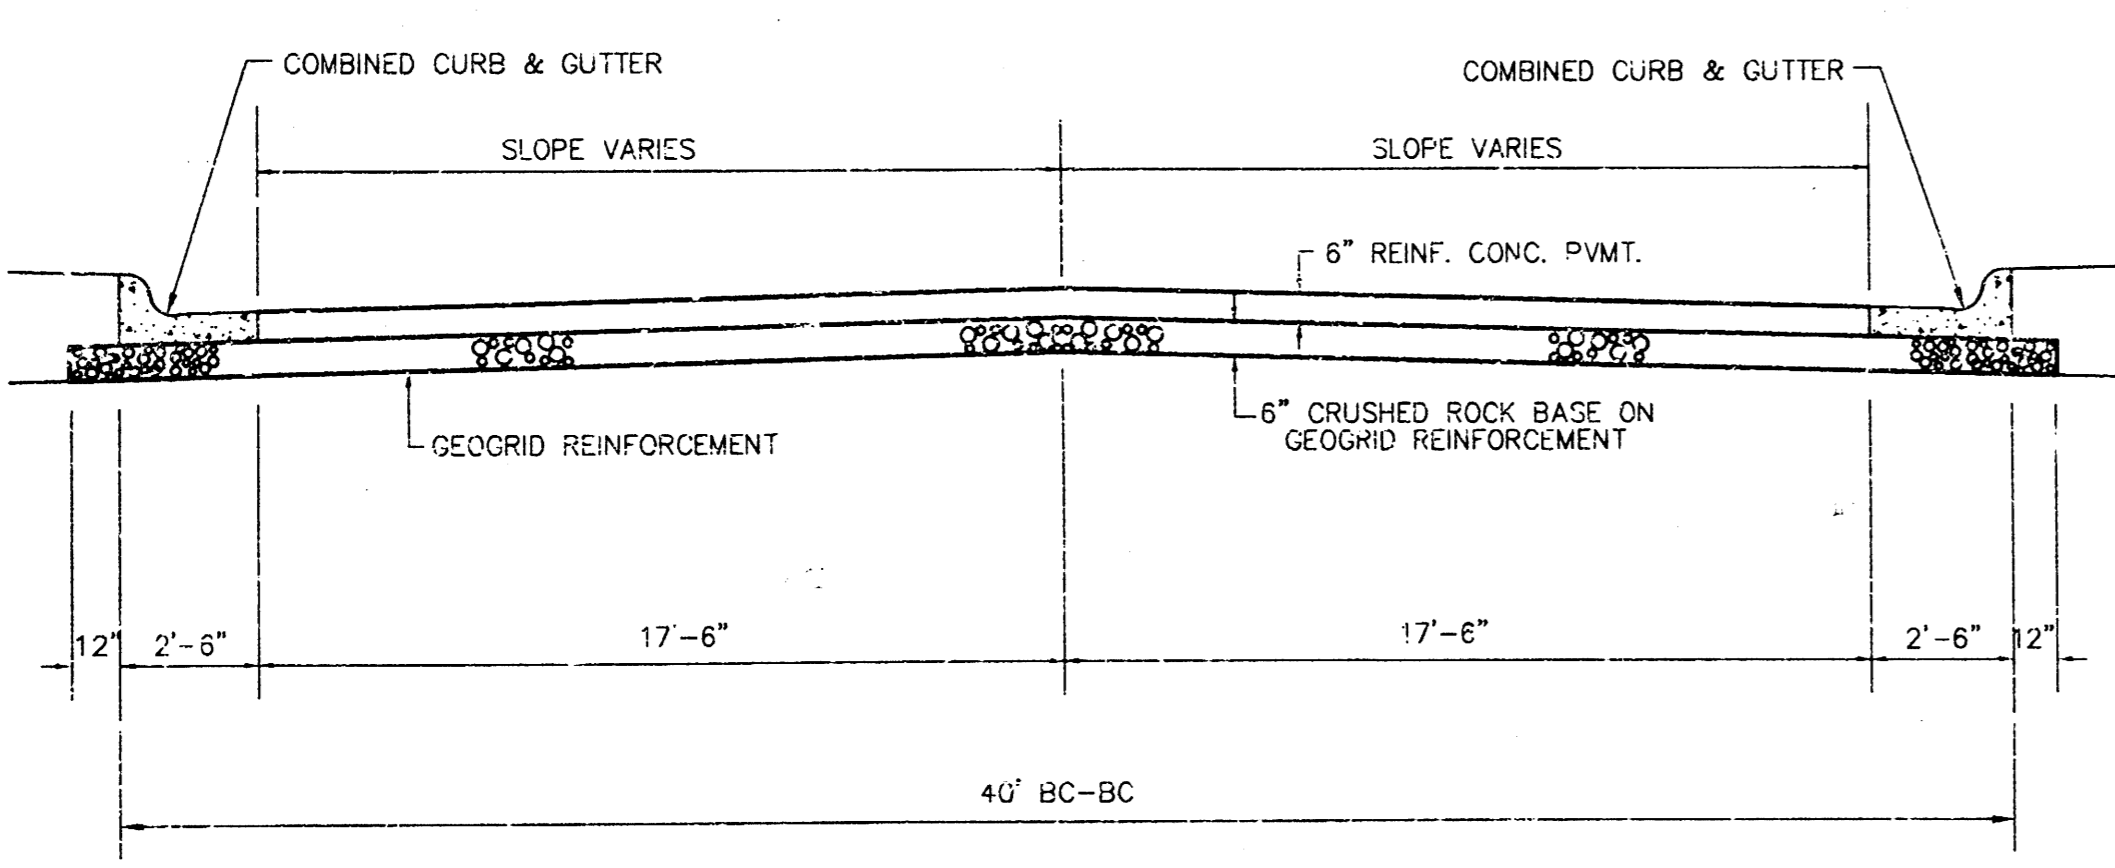 COMBINED CURB & GUTTER
COMBINED CURB & GUTTER
SLOPE VARIES
SLOPE VARIES
6" REINF. CONC. PVMT.
6" CRUSHED ROCK BASE ON
GEOGRID REINFORCEMENT
GEOGRID REINFORCEMENT
12"
2'-6"
17'-6"
17'-6"
2'-6"
12"
40' BC-BC